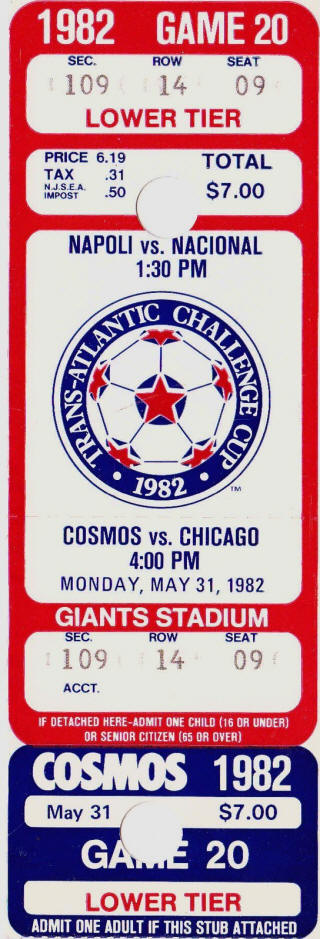 1982 GAME 20
SEC. ROW SEAT
109 14 09
LOWER TIER
PRICE 6.19 TOTAL
TAX .31
N.J.S.E.A. IMPOST .50 $7.00
NAPOLI vs. NACIONAL
1:30 PM
TRANS-ATLANTIC CHALLENGE CUP
• 1982 •
TM
COSMOS vs. CHICAGO
4:00 PM
MONDAY, MAY 31, 1982
GIANTS STADIUM
SEC. ROW SEAT
109 14 09
ACCT.
IF DETACHED HERE-ADMIT ONE CHILD (16 OR UNDER)
OR SENIOR CITIZEN (65 OR OVER)
COSMOS 1982
May 31 $7.00
GAME 20
LOWER TIER
ADMIT ONE ADULT IF THIS STUB ATTACHED